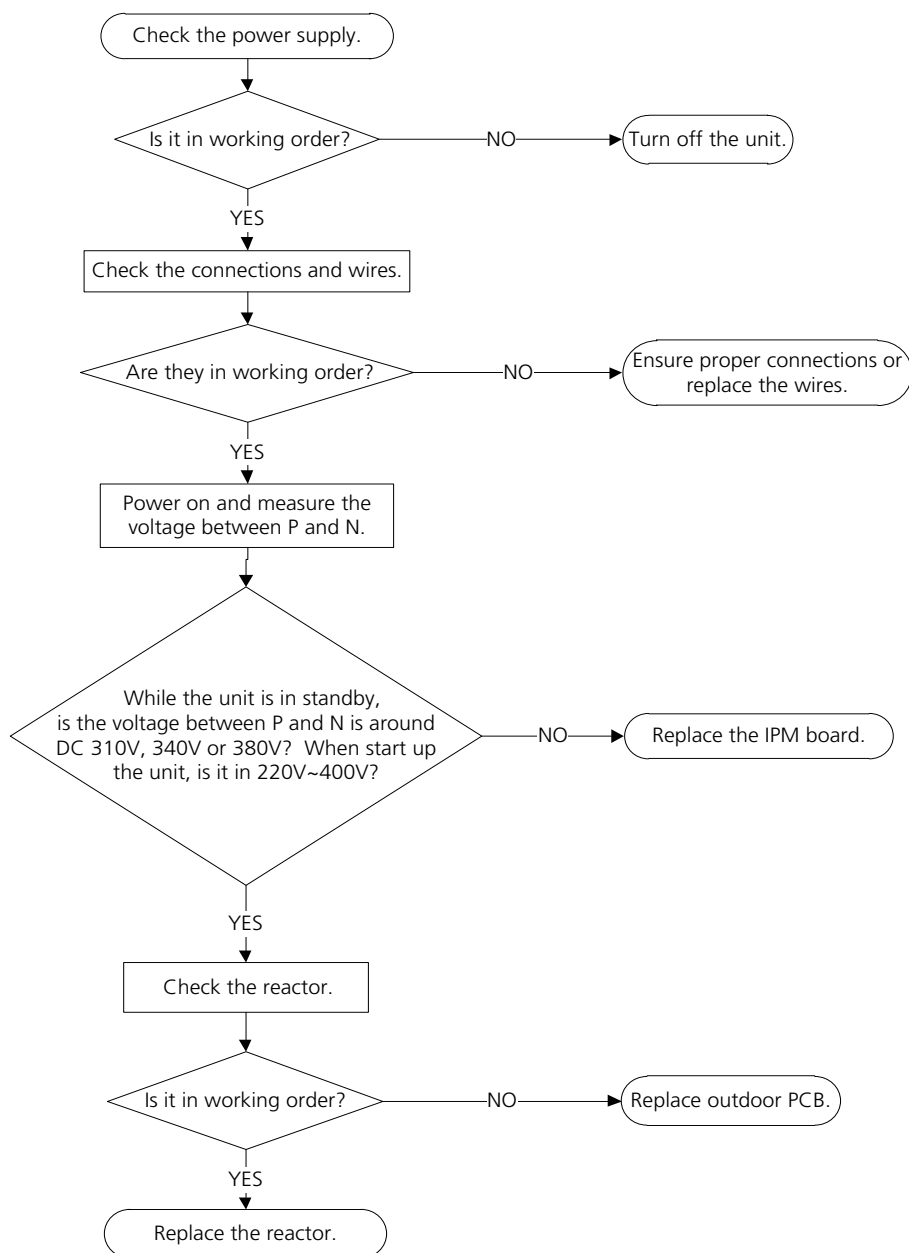 Check the power supply.
Is it in working order?
NO
Turn off the unit.
YES
Check the connections and wires.
Are they in working order?
NO
Ensure proper connections or
replace the wires.
YES
Power on and measure the
voltage between P and N.
While the unit is in standby,
is the voltage between P and N is around
DC 310V, 340V or 380V? When start up
the unit, is it in 220V~400V?
NO
Replace the IPM board.
YES
Check the reactor.
Is it in working order?
NO
Replace outdoor PCB.
YES
Replace the reactor.